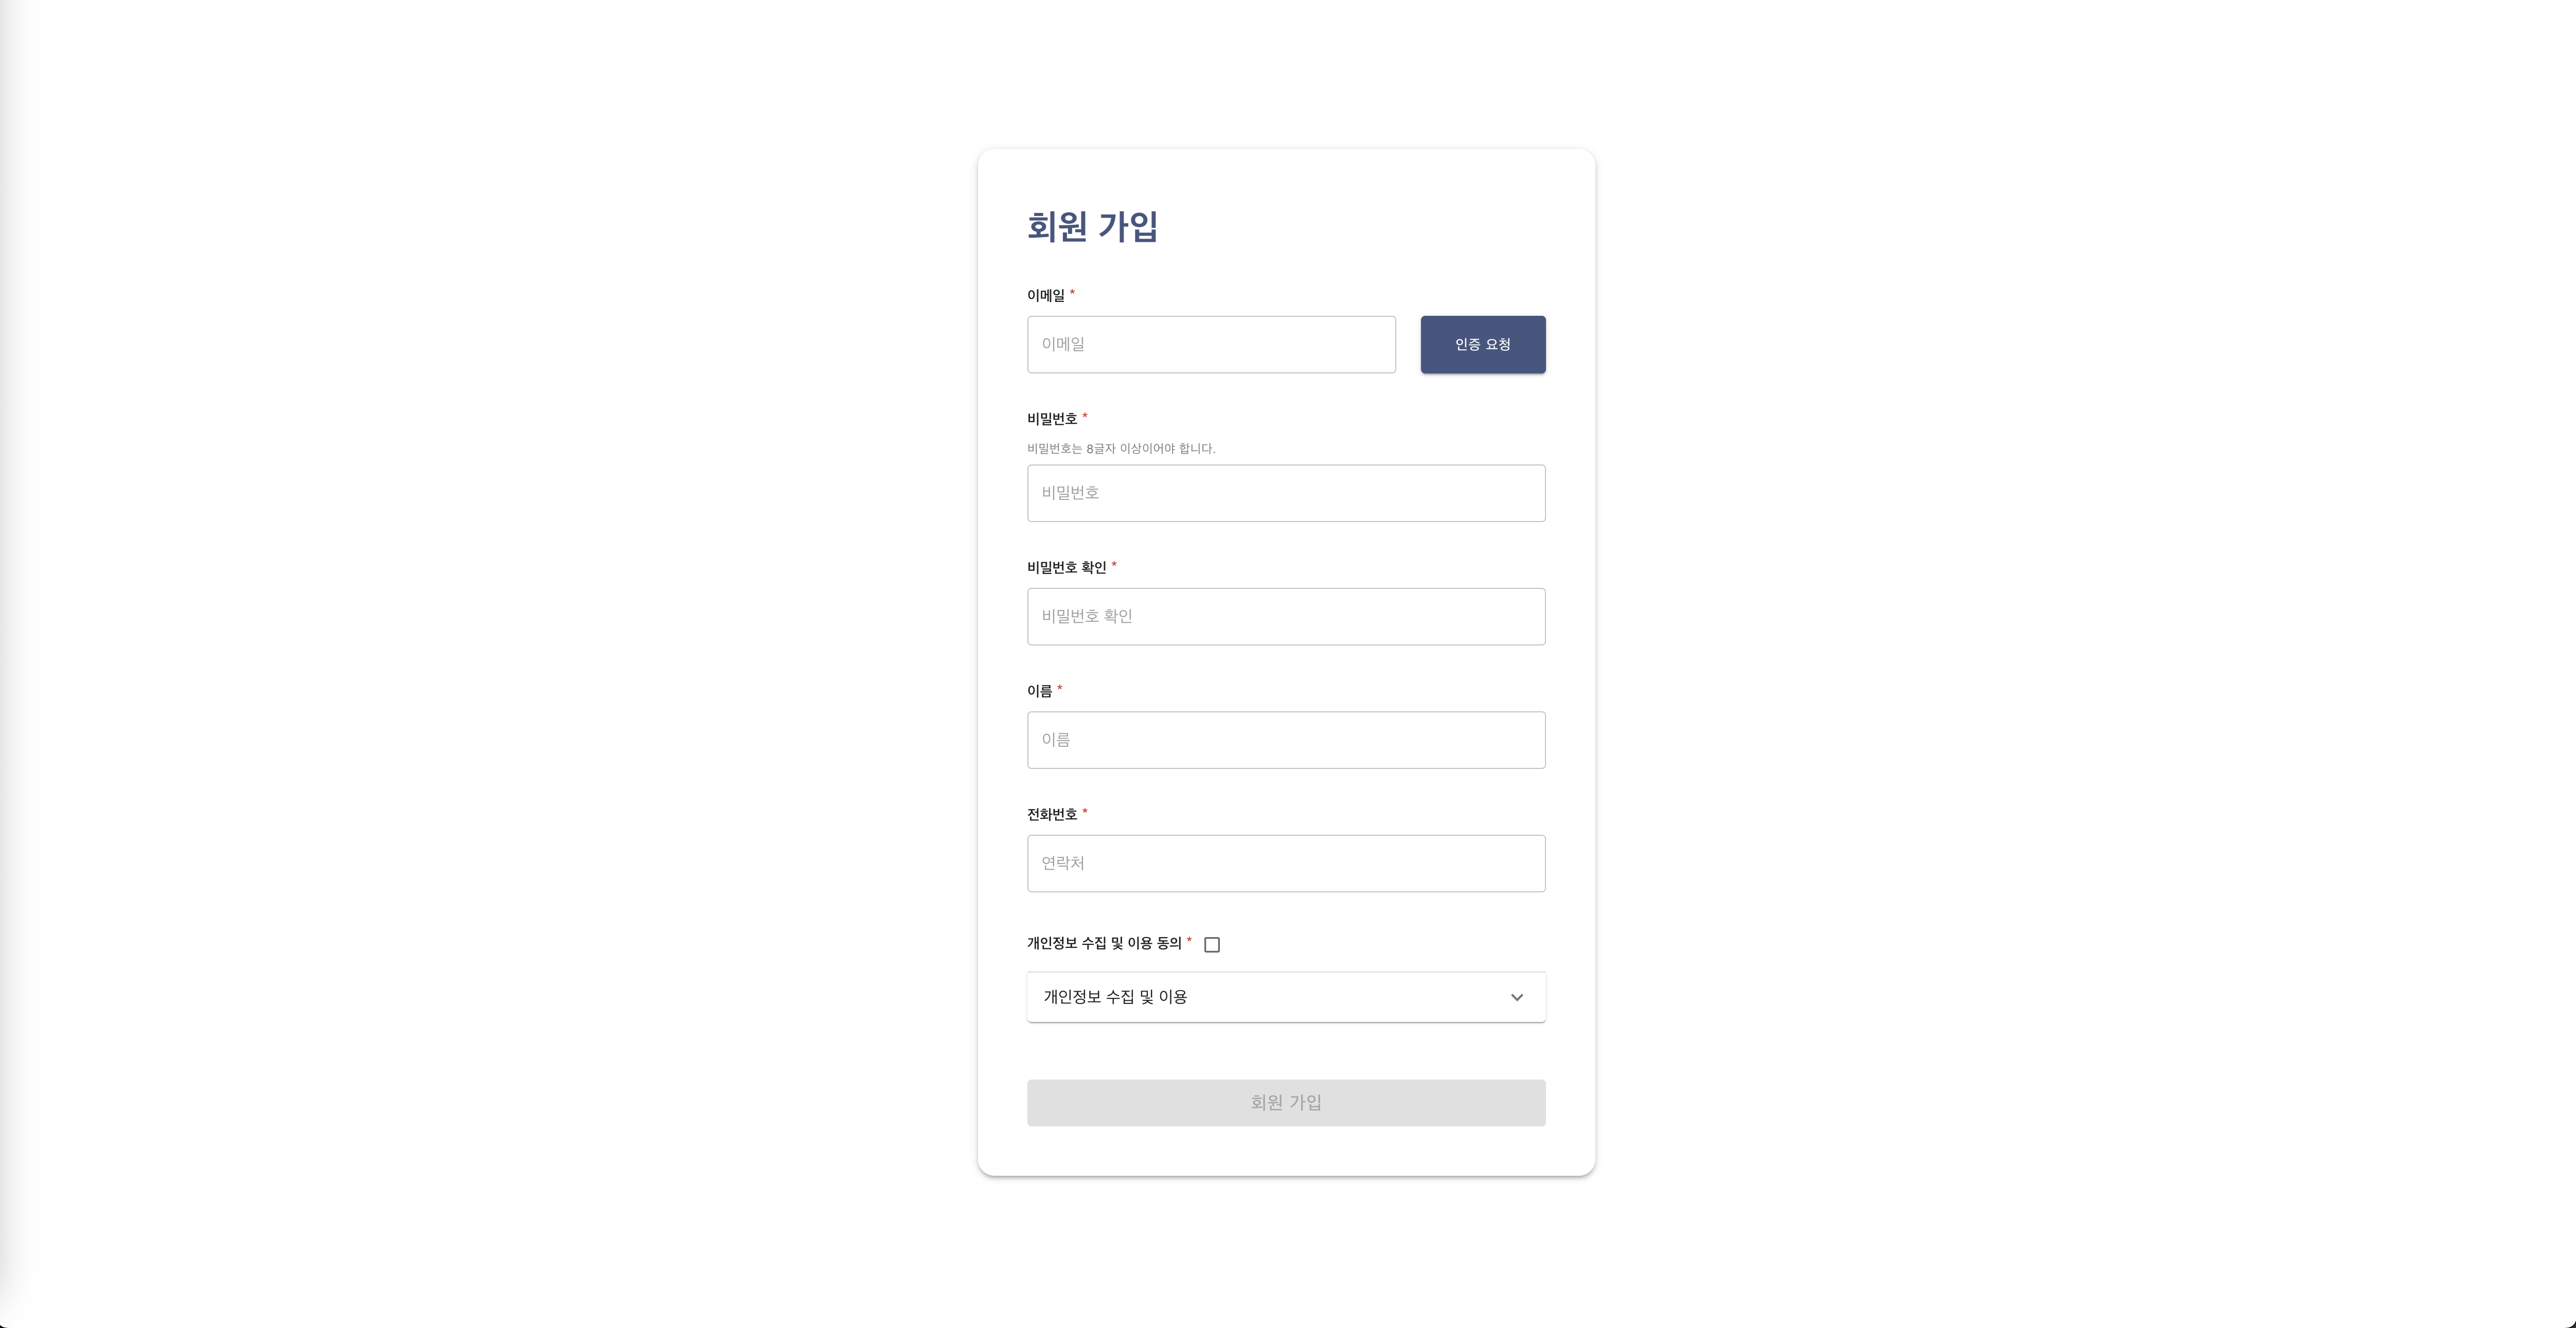 회원 가입
이메일 *
이메일
인증 요청
비밀번호 *
비밀번호는 8글자 이상이어야 합니다.
비밀번호
비밀번호 확인 *
비밀번호 확인
이름 *
이름
전화번호 *
연락처
개인정보 수집 및 이용 동의 *
개인정보 수집 및 이용
회원 가입